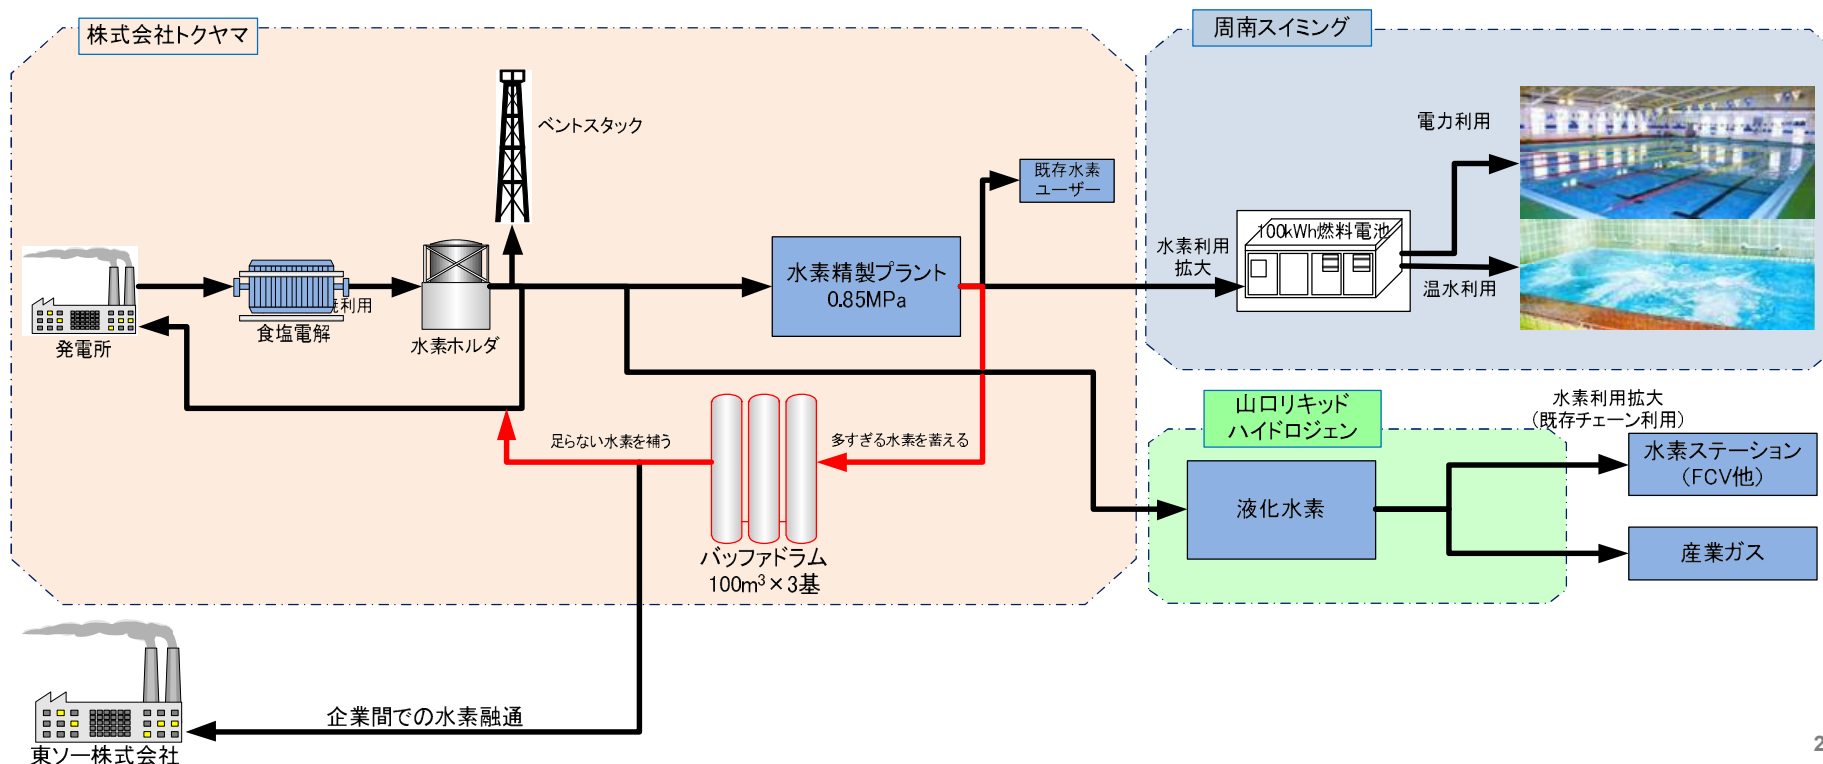 株式会社トクヤマ
周南スイミング
ベントスタック
電力利用
既存水素
ユーザー
100kWh燃料電池
水素利用
拡大
水素精製プラント
0.85MPa
温水利用
既利用
食塩電解
水素ホルダ
発電所
山口リキッド
ハイドロジェン
水素利用拡大
(既存チェーン利用)
足らない水素を補う
多すぎる水素を蓄える
水素ステーション
(FCV他)
液化水素
バッファドラム
100m³×3基
産業ガス
企業間での水素融通
東ソー株式会社
2